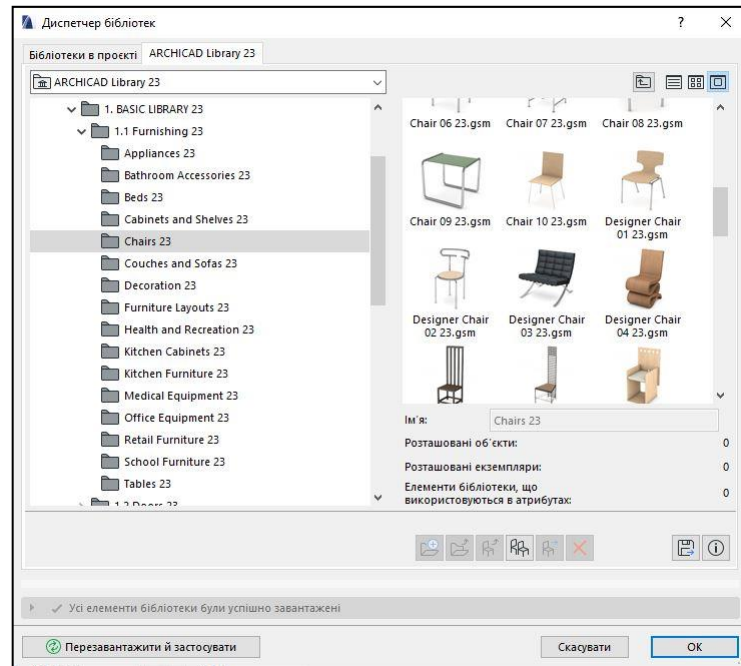 Диспетчер бібліотек
? ×
Бібліотеки в проєкті ARCHICAD Library 23
ARCHICAD Library 23
1. BASIC LIBRARY 23
1.1 Furnishing 23
Appliances 23
Bathroom Accessories 23
Beds 23
Cabinets and Shelves 23
Chairs 23
Couches and Sofas 23
Decoration 23
Furniture Layouts 23
Health and Recreation 23
Kitchen Cabinets 23
Kitchen Furniture 23
Medical Equipment 23
Office Equipment 23
Retail Furniture 23
School Furniture 23
Tables 23
1.2 Doors 23
Chair 06 23.gsm Chair 07 23.gsm Chair 08 23.gsm
Chair 09 23.gsm Chair 10 23.gsm Designer Chair
01 23.gsm
Designer Chair Designer Chair Designer Chair
02 23.gsm 03 23.gsm 04 23.gsm
Ім'я: Chairs 23
Розташовані об'єкти: 0
Розташовані екземпляри: 0
Елементи бібліотеки, що
використовуються в атрибутах: 0
Усі елементи бібліотеки були успішно завантажені
Перезавантажити й застосувати Скасувати OK